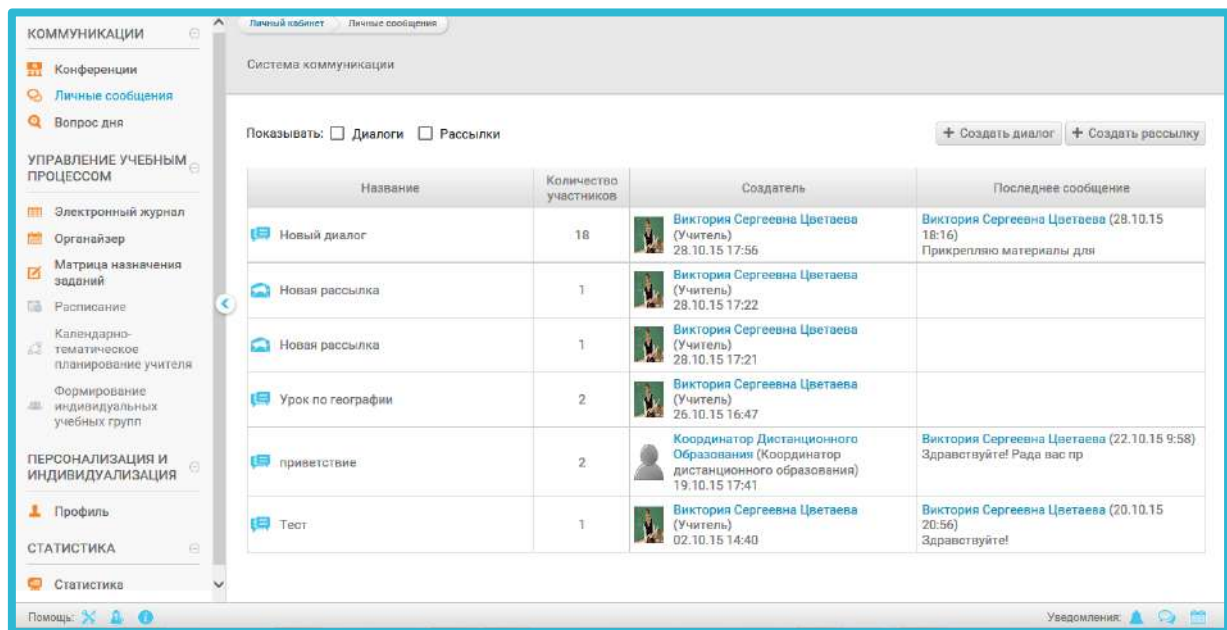 КОММУНИКАЦИИ
Конференции
Личные сообщения
Вопрос дня
УПРАВЛЕНИЕ УЧЕБНЫМ
ПРОЦЕССОМ
Электронный журнал
Органайзер
Матрица назначения
заданий
Расписание
Календарно-
тематическое
планирование учителя
Формирование
индивидуальных
учебных групп
ПЕРСОНАЛИЗАЦИЯ И
ИНДИВИДУАЛИЗАЦИЯ
Профиль
СТАТИСТИКА
Статистика
Личный кабинет Личные сообщения
Система коммуникации
Показывать: Диалоги Рассылки
+ Создать диалог + Создать рассылку
Название
Количество
участников
Создатель
Последнее сообщение
Новый диалог
18
Виктория Сергеевна Цветаева
(Учитель)
28.10.15 17:56
Виктория Сергеевна Цветаева (28.10.15
18:16)
Прикрепляю материалы для
Новая рассылка
1
Виктория Сергеевна Цветаева
(Учитель)
28.10.15 17:22
Новая рассылка
1
Виктория Сергеевна Цветаева
(Учитель)
28.10.15 17:21
Урок по географии
2
Виктория Сергеевна Цветаева
(Учитель)
26.10.15 16:47
приветствие
2
Координатор Дистанционного
Образования (Координатор
дистанционного образования)
19.10.15 17:41
Виктория Сергеевна Цветаева (22.10.15 9:58)
Здравствуйте! Рада вас пр
Тест
1
Виктория Сергеевна Цветаева
(Учитель)
02.10.15 14:40
Виктория Сергеевна Цветаева (20.10.15
20:56)
Здравствуйте!
Помощь:
Уведомления: